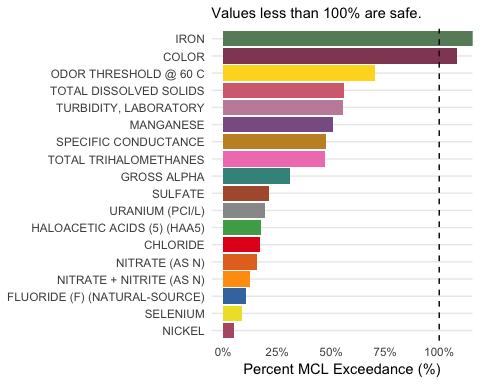 Values less than 100% are safe.
IRON
COLOR
ODOR THRESHOLD @ 60 C
TOTAL DISSOLVED SOLIDS
TURBIDITY, LABORATORY
MANGANESE
SPECIFIC CONDUCTANCE
TOTAL TRIHALOMETHANES
GROSS ALPHA
SULFATE
URANIUM (PCI/L)
HALOACETIC ACIDS (5) (HAA5)
CHLORIDE
NITRATE (AS N)
NITRATE + NITRITE (AS N)
FLUORIDE (F) (NATURAL-SOURCE)
SELENIUM
NICKEL
0% 25% 50% 75% 100%
Percent MCL Exceedance (%)